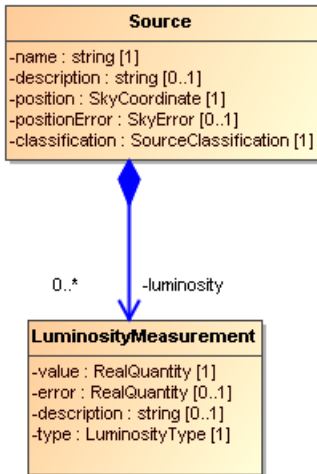 Source
-name : string [1]
-description : string [0..1]
-position : SkyCoordinate [1]
-positionError : SkyError [0..1]
-classification : SourceClassification [1]
0..* -luminosity
LuminosityMeasurement
-value : RealQuantity [1]
-error : RealQuantity [0..1]
-description : string [0..1]
-type : LuminosityType [1]